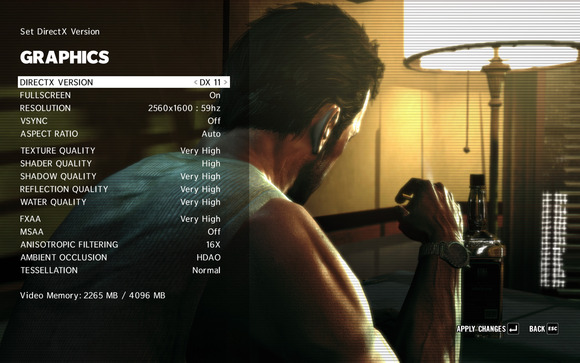 Set DirectX Version
GRAPHICS
DIRECTX VERSION < DX 11 >
FULLSCREEN On
RESOLUTION 2560x1600 : 59hz
VSYNC Off
ASPECT RATIO Auto
TEXTURE QUALITY Very High
SHADER QUALITY High
SHADOW QUALITY Very High
REFLECTION QUALITY Very High
WATER QUALITY Very High
FXAA Very High
MSAA Off
ANISOTROPIC FILTERING 16X
AMBIENT OCCLUSION HDAO
TESSELLATION Normal
Video Memory: 2265 MB / 4096 MB
APPLY CHANGES BACK ESC